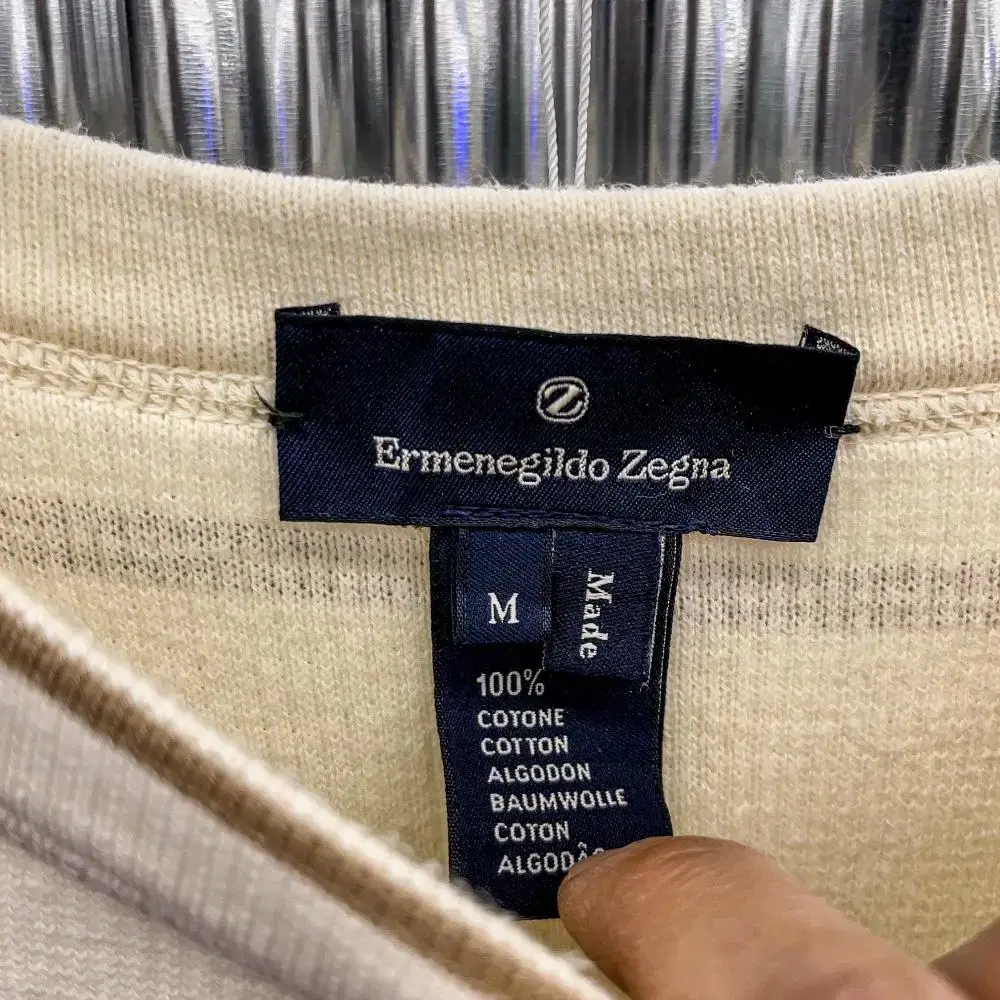 Z
Ermenegildo Zegna
M
Made
100%
COTONE
COTTON
ALGODON
BAUMWOLLE
COTON